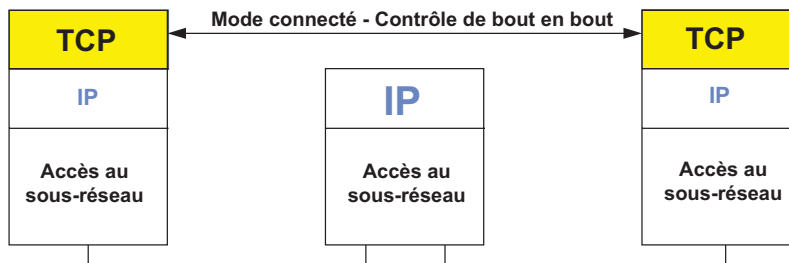 Mode connecté - Contrôle de bout en bout
TCP
TCP
IP
IP
IP
Accès au
sous-réseau
Accès au
sous-réseau
Accès au
sous-réseau